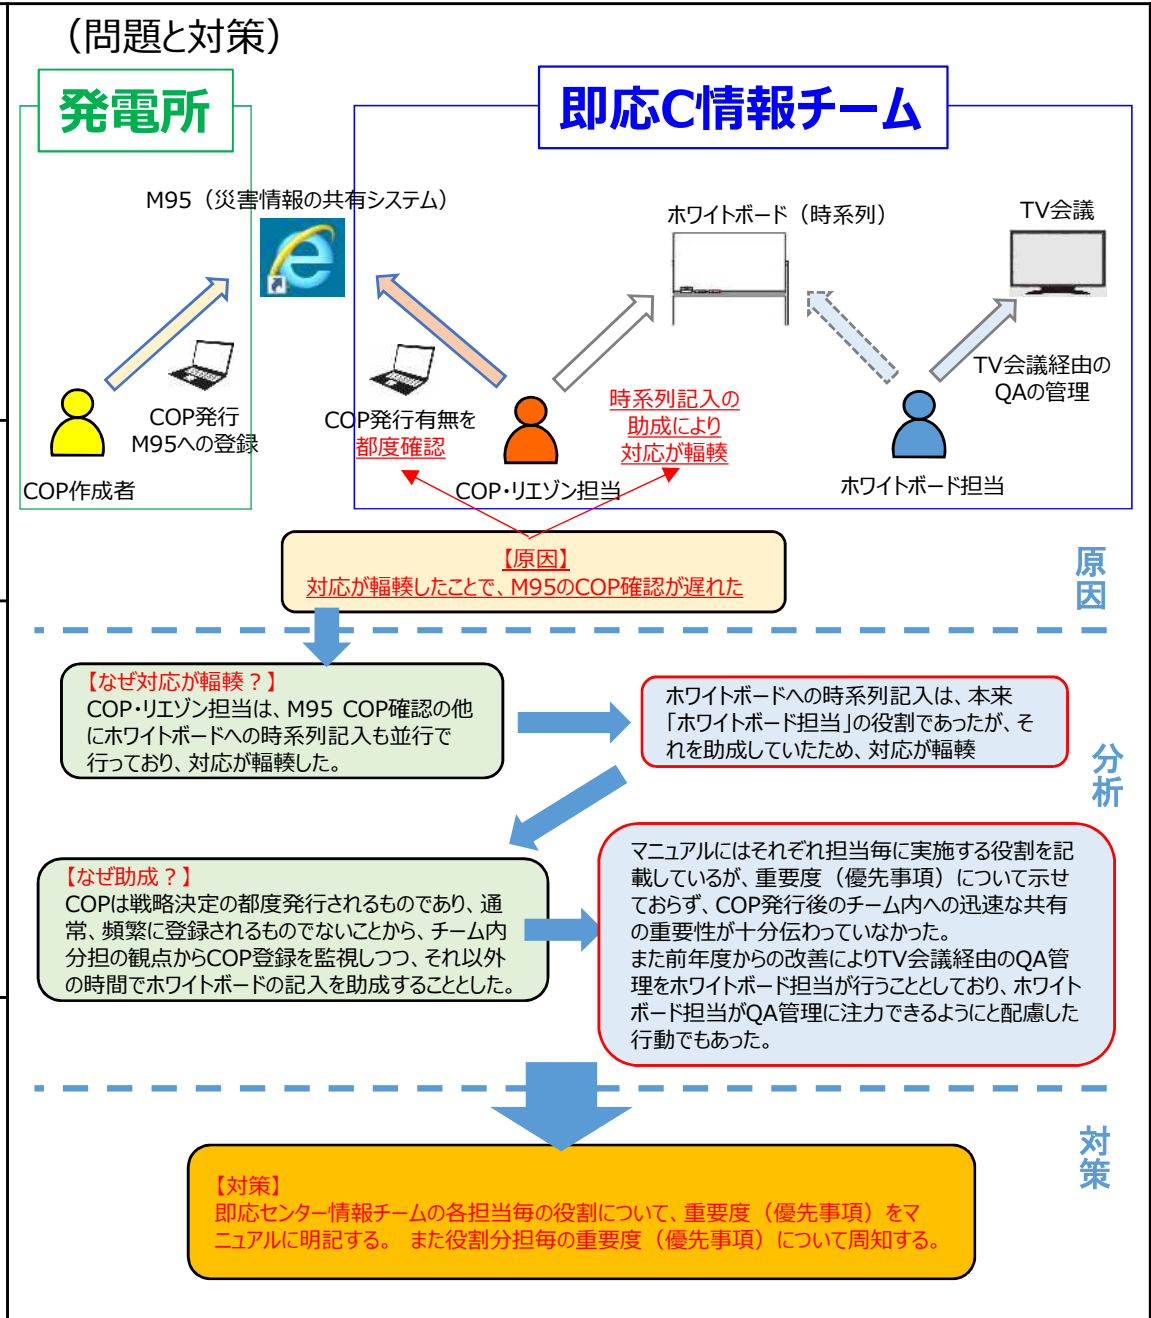 （問題と対策）
発電所
即応C情報チーム
M95（災害情報の共有システム）
ホワイトボード（時系列）
TV会議
COP発行
M95への登録
COP作成者
COP発行有無を
都度確認
COP・リエゾン担当
時系列記入の
助成により
対応が輻輳
TV会議経由の
QAの管理
ホワイトボード担当
【原因】
対応が輻輳したことで、M95のCOP確認が遅れた
原因
【なぜ対応が輻輳？】
COP・リエゾン担当は、M95 COP確認の他
にホワイトボードへの時系列記入も並行で
行っており、対応が輻輳した。
ホワイトボードへの時系列記入は、本来
「ホワイトボード担当」の役割であったが、そ
れを助成していたため、対応が輻輳
分析
【なぜ助成？】
COPは戦略決定の都度発行されるものであり、通
常、頻繁に登録されるものでないことから、チーム内
分担の観点からCOP登録を監視しつつ、それ以外
の時間でホワイトボードの記入を助成することとした。
マニュアルにはそれぞれ担当毎に実施する役割を記
載しているが、重要度（優先事項）について示せ
ておらず、COP発行後のチーム内への迅速な共有
の重要性が十分伝わっていなかった。
また前年度からの改善によりTV会議経由のQA管
理をホワイトボード担当が行うこととしており、ホワイト
ボード担当がQA管理に注力できるようにと配慮した
行動でもあった。
対策
【対策】
即応センター情報チームの各担当毎の役割について、重要度（優先事項）をマ
ニュアルに明記する。 また役割分担毎の重要度（優先事項）について周知する。